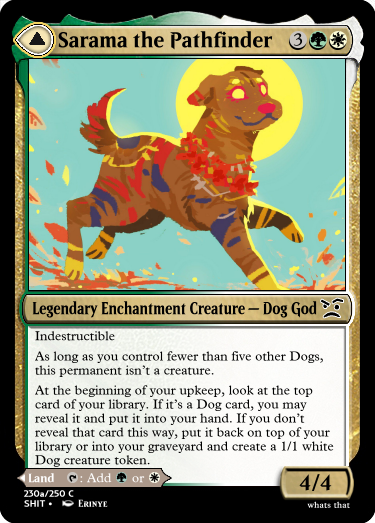 Sarama the Pathfinder 3
Legendary Enchantment Creature — Dog God
Indestructible
As long as you control fewer than five other Dogs,
this permanent isn't a creature.
At the beginning of your upkeep, look at the top
card of your library. If it's a Dog card, you may
reveal it and put it into your hand. If you don't
reveal that card this way, put it back on top of your
library or into your graveyard and create a 1/1 white
Dog creature token.
Land : Add or
4/4
230a/250 C
SHIT • Erinye
whats that